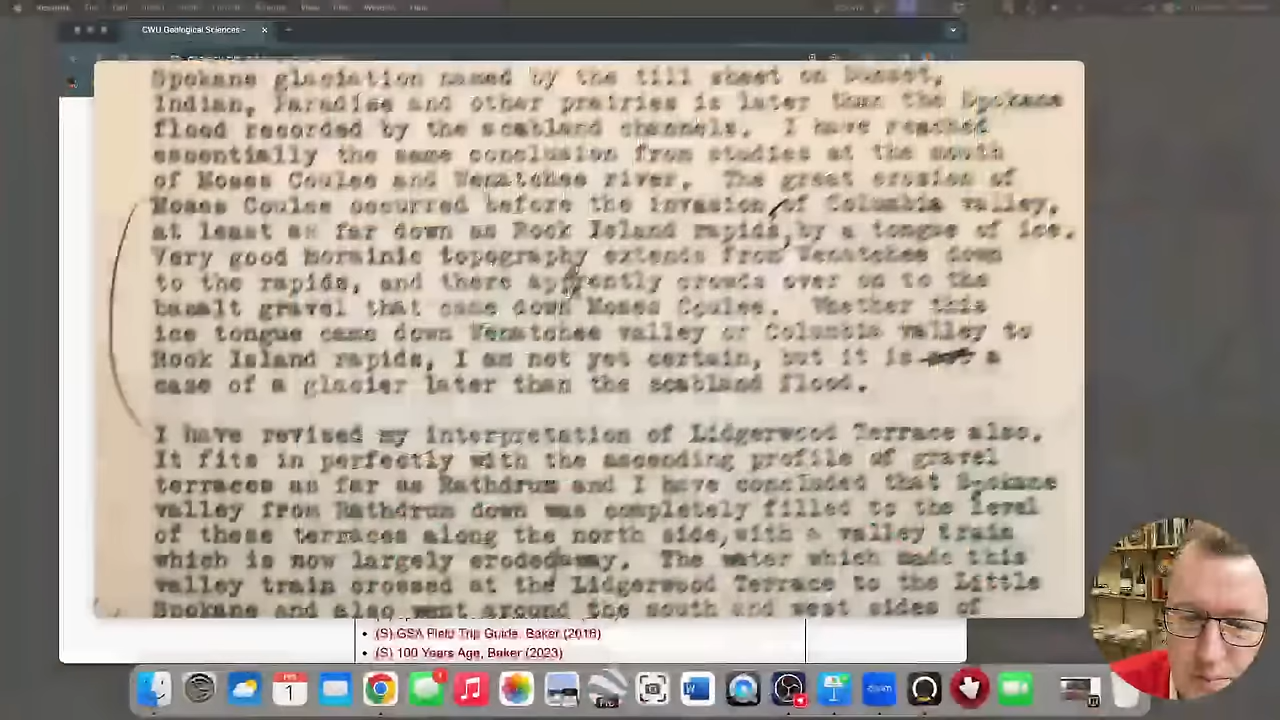 CWU Geological Sciences -
Spokane glaciation named by the till sheet on Sunset,
Indian, Paradise and other prairies is later than the Spokane
flood recorded by the scabland channels. I have reached
essentially the same conclusion from studies at the mouth
of Moses Coulee and Wenatchee river. The great erosion of
Moses Coulee occurred before the invasion of Columbia valley,
at least as far down as Rock Island rapids, by a tongue of ice.
Very good morainic topography extends from Wenatchee down
to the rapids, and there apprently crowds over on to the
basalt gravel that came down Moses Coulee. Whether this
ice tongue came down Wenatchee valley or Columbia valley to
Rock Island rapids, I am not yet certain, but it is a
case of a glacier later than the scabland flood.
I have revised my interpretation of Lidgerwood Terrace also.
It fits in perfectly with the ascending profile of gravel
terraces as far as Rathdrum and I have concluded that Spokane
valley from Rathdrum down was completely filled to the level
of these terraces along the north side, with a valley train
which is now largely eroded away. The water which made this
valley train crossed at the Lidgerwood Terrace to the Little
Spokane and also went around the south and west sides of
(S) GSA Field Trip Guide, Baker (2016)
(S) 100 Years Age, Baker (2023)
FEB
1
W
zoom
Pro